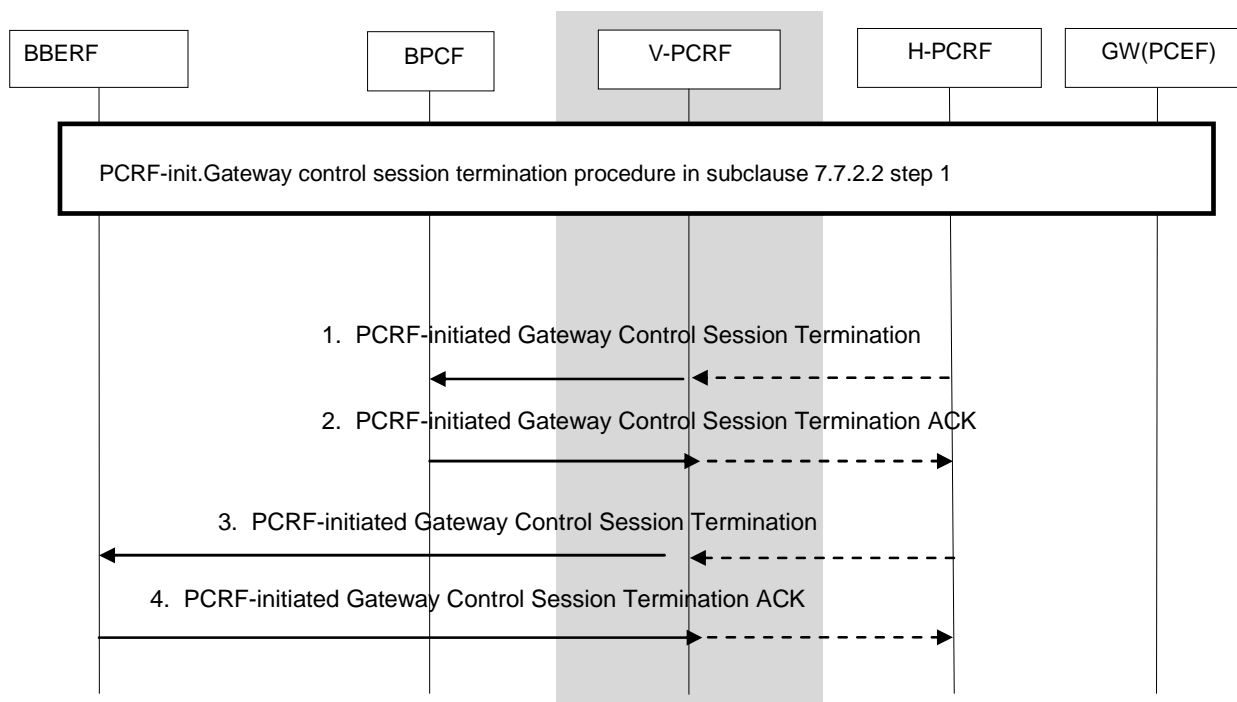 BBERF
BPCF
V-PCRF
H-PCRF
GW(PCEF)
PCRF-init.Gateway control session termination procedure in subclause 7.7.2.2 step 1
1. PCRF-initiated Gateway Control Session Termination
2. PCRF-initiated Gateway Control Session Termination ACK
3. PCRF-initiated Gateway Control Session Termination
4. PCRF-initiated Gateway Control Session Termination ACK